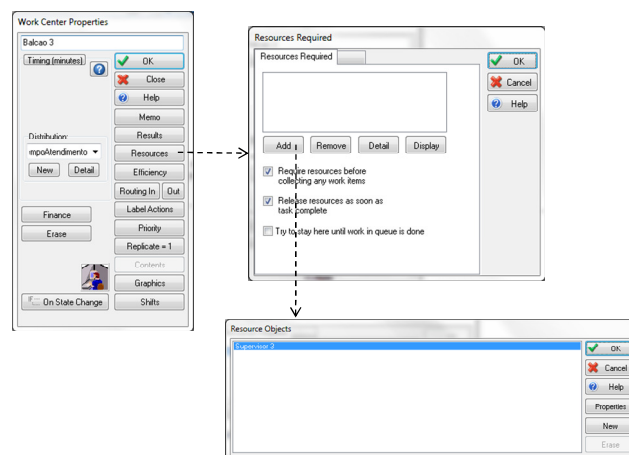 Work Center Properties
Balcao 3
Timing (minutes)
OK
Close
Help
Memo
Results
Distribution:
mpoAtendimento
Resources
New
Detail
Efficiency
Routing In
Out
Label Actions
Finance
Priority
Erase
Replicate = 1
Contents
Graphics
On State Change
Shifts
Resources Required
Resources Required
OK
Cancel
Help
Add
Remove
Detail
Display
Require resources before
collecting any work items
Release resources as soon as
task complete
Try to stay here until work in queue is done
Resource Objects
Supervisor 3
OK
Cancel
Help
Properties
New
Erase